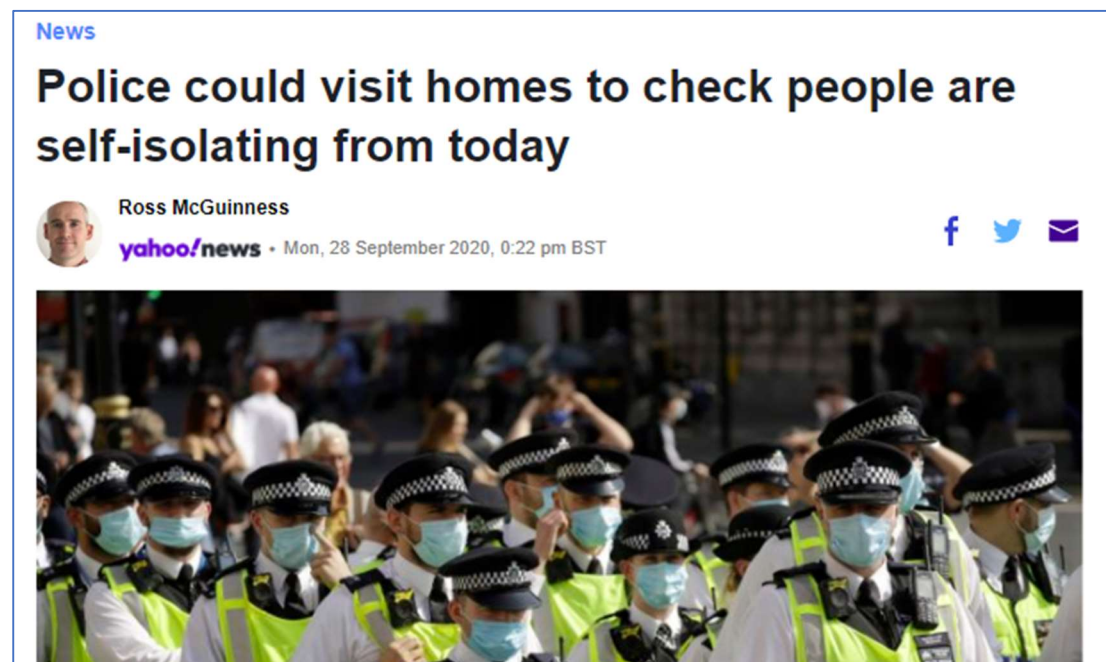 News
Police could visit homes to check people are
self-isolating from today
Ross McGuinness
yahoo!news • Mon, 28 September 2020, 0:22 pm BST